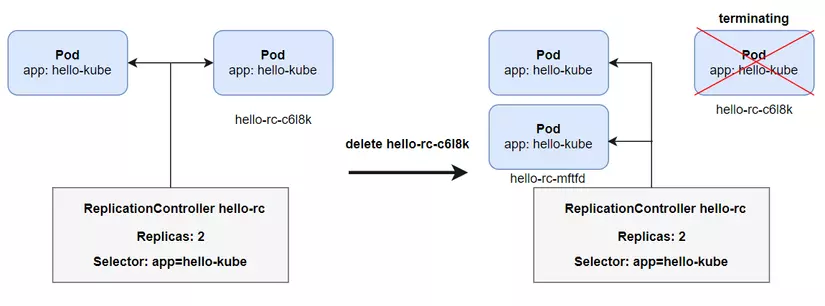 Pod
app: hello-kube
Pod
app: hello-kube
hello-rc-c6l8k
ReplicationController hello-rc
Replicas: 2
Selector: app=hello-kube
delete hello-rc-c6l8k
Pod
app: hello-kube
terminating
Pod
app: hello-kube
hello-rc-c6l8k
Pod
app: hello-kube
hello-rc-mftfd
ReplicationController hello-rc
Replicas: 2
Selector: app=hello-kube